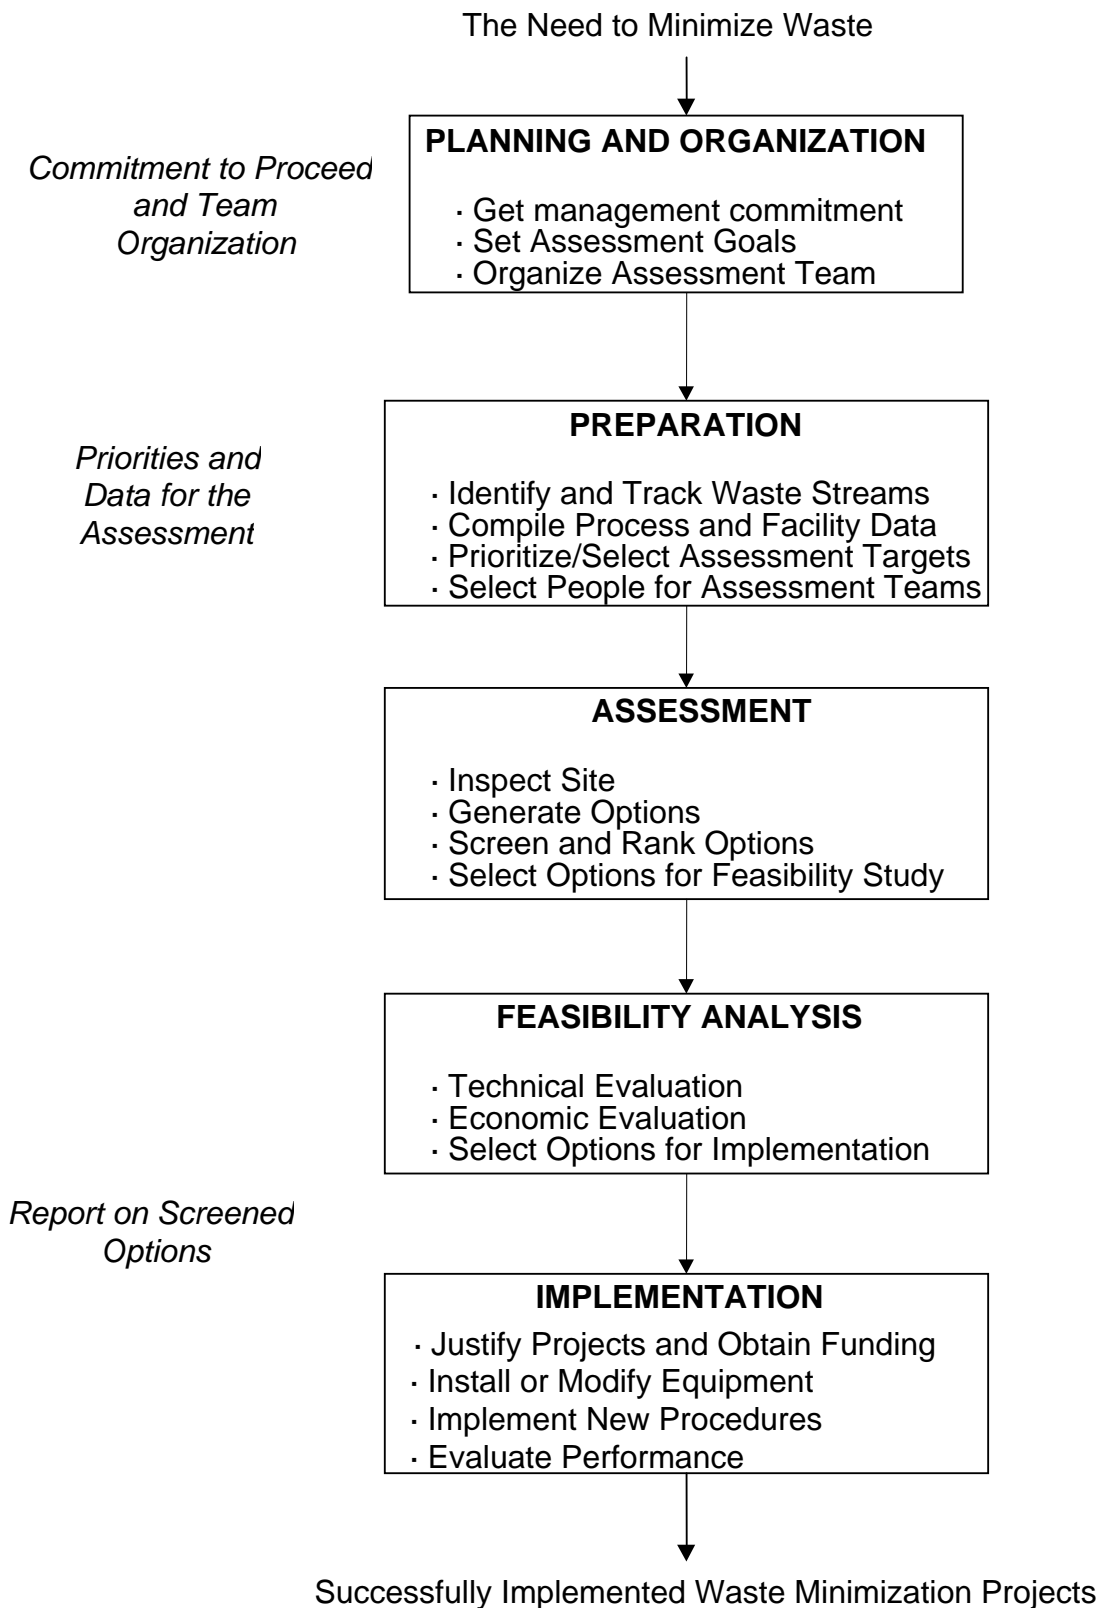 The Need to Minimize Waste
PLANNING AND ORGANIZATION
· Get management commitment
· Set Assessment Goals
· Organize Assessment Team
Commitment to Proceed
and Team
Organization
PREPARATION
· Identify and Track Waste Streams
· Compile Process and Facility Data
· Prioritize/Select Assessment Targets
· Select People for Assessment Teams
Priorities and
Data for the
Assessment
ASSESSMENT
· Inspect Site
· Generate Options
· Screen and Rank Options
· Select Options for Feasibility Study
FEASIBILITY ANALYSIS
· Technical Evaluation
· Economic Evaluation
· Select Options for Implementation
Report on Screened
Options
IMPLEMENTATION
· Justify Projects and Obtain Funding
· Install or Modify Equipment
· Implement New Procedures
· Evaluate Performance
Successfully Implemented Waste Minimization Projects